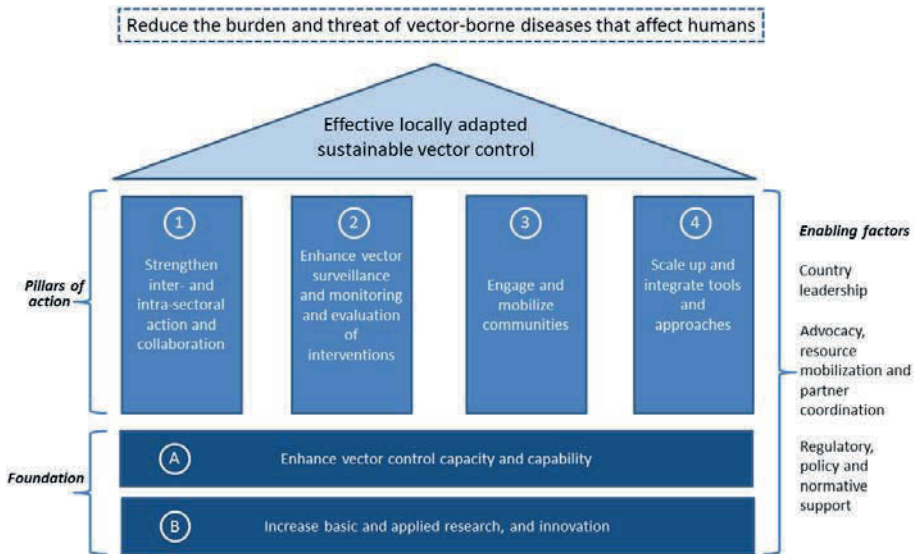 Reduce the burden and threat of vector-borne diseases that affect humans
Effective locally adapted
sustainable vector control
Pillars of
action
1
Strengthen
inter- and
intra-sectoral
action and
collaboration
2
Enhance vector
surveillance
and monitoring
and evaluation
of
interventions
3
Engage and
mobilize
communities
4
Scale up and
integrate tools
and
approaches
Enabling factors
Country
leadership
Advocacy,
resource
mobilization and
partner
coordination
Regulatory,
policy and
normative
support
Foundation
A
Enhance vector control capacity and capability
B
Increase basic and applied research, and innovation